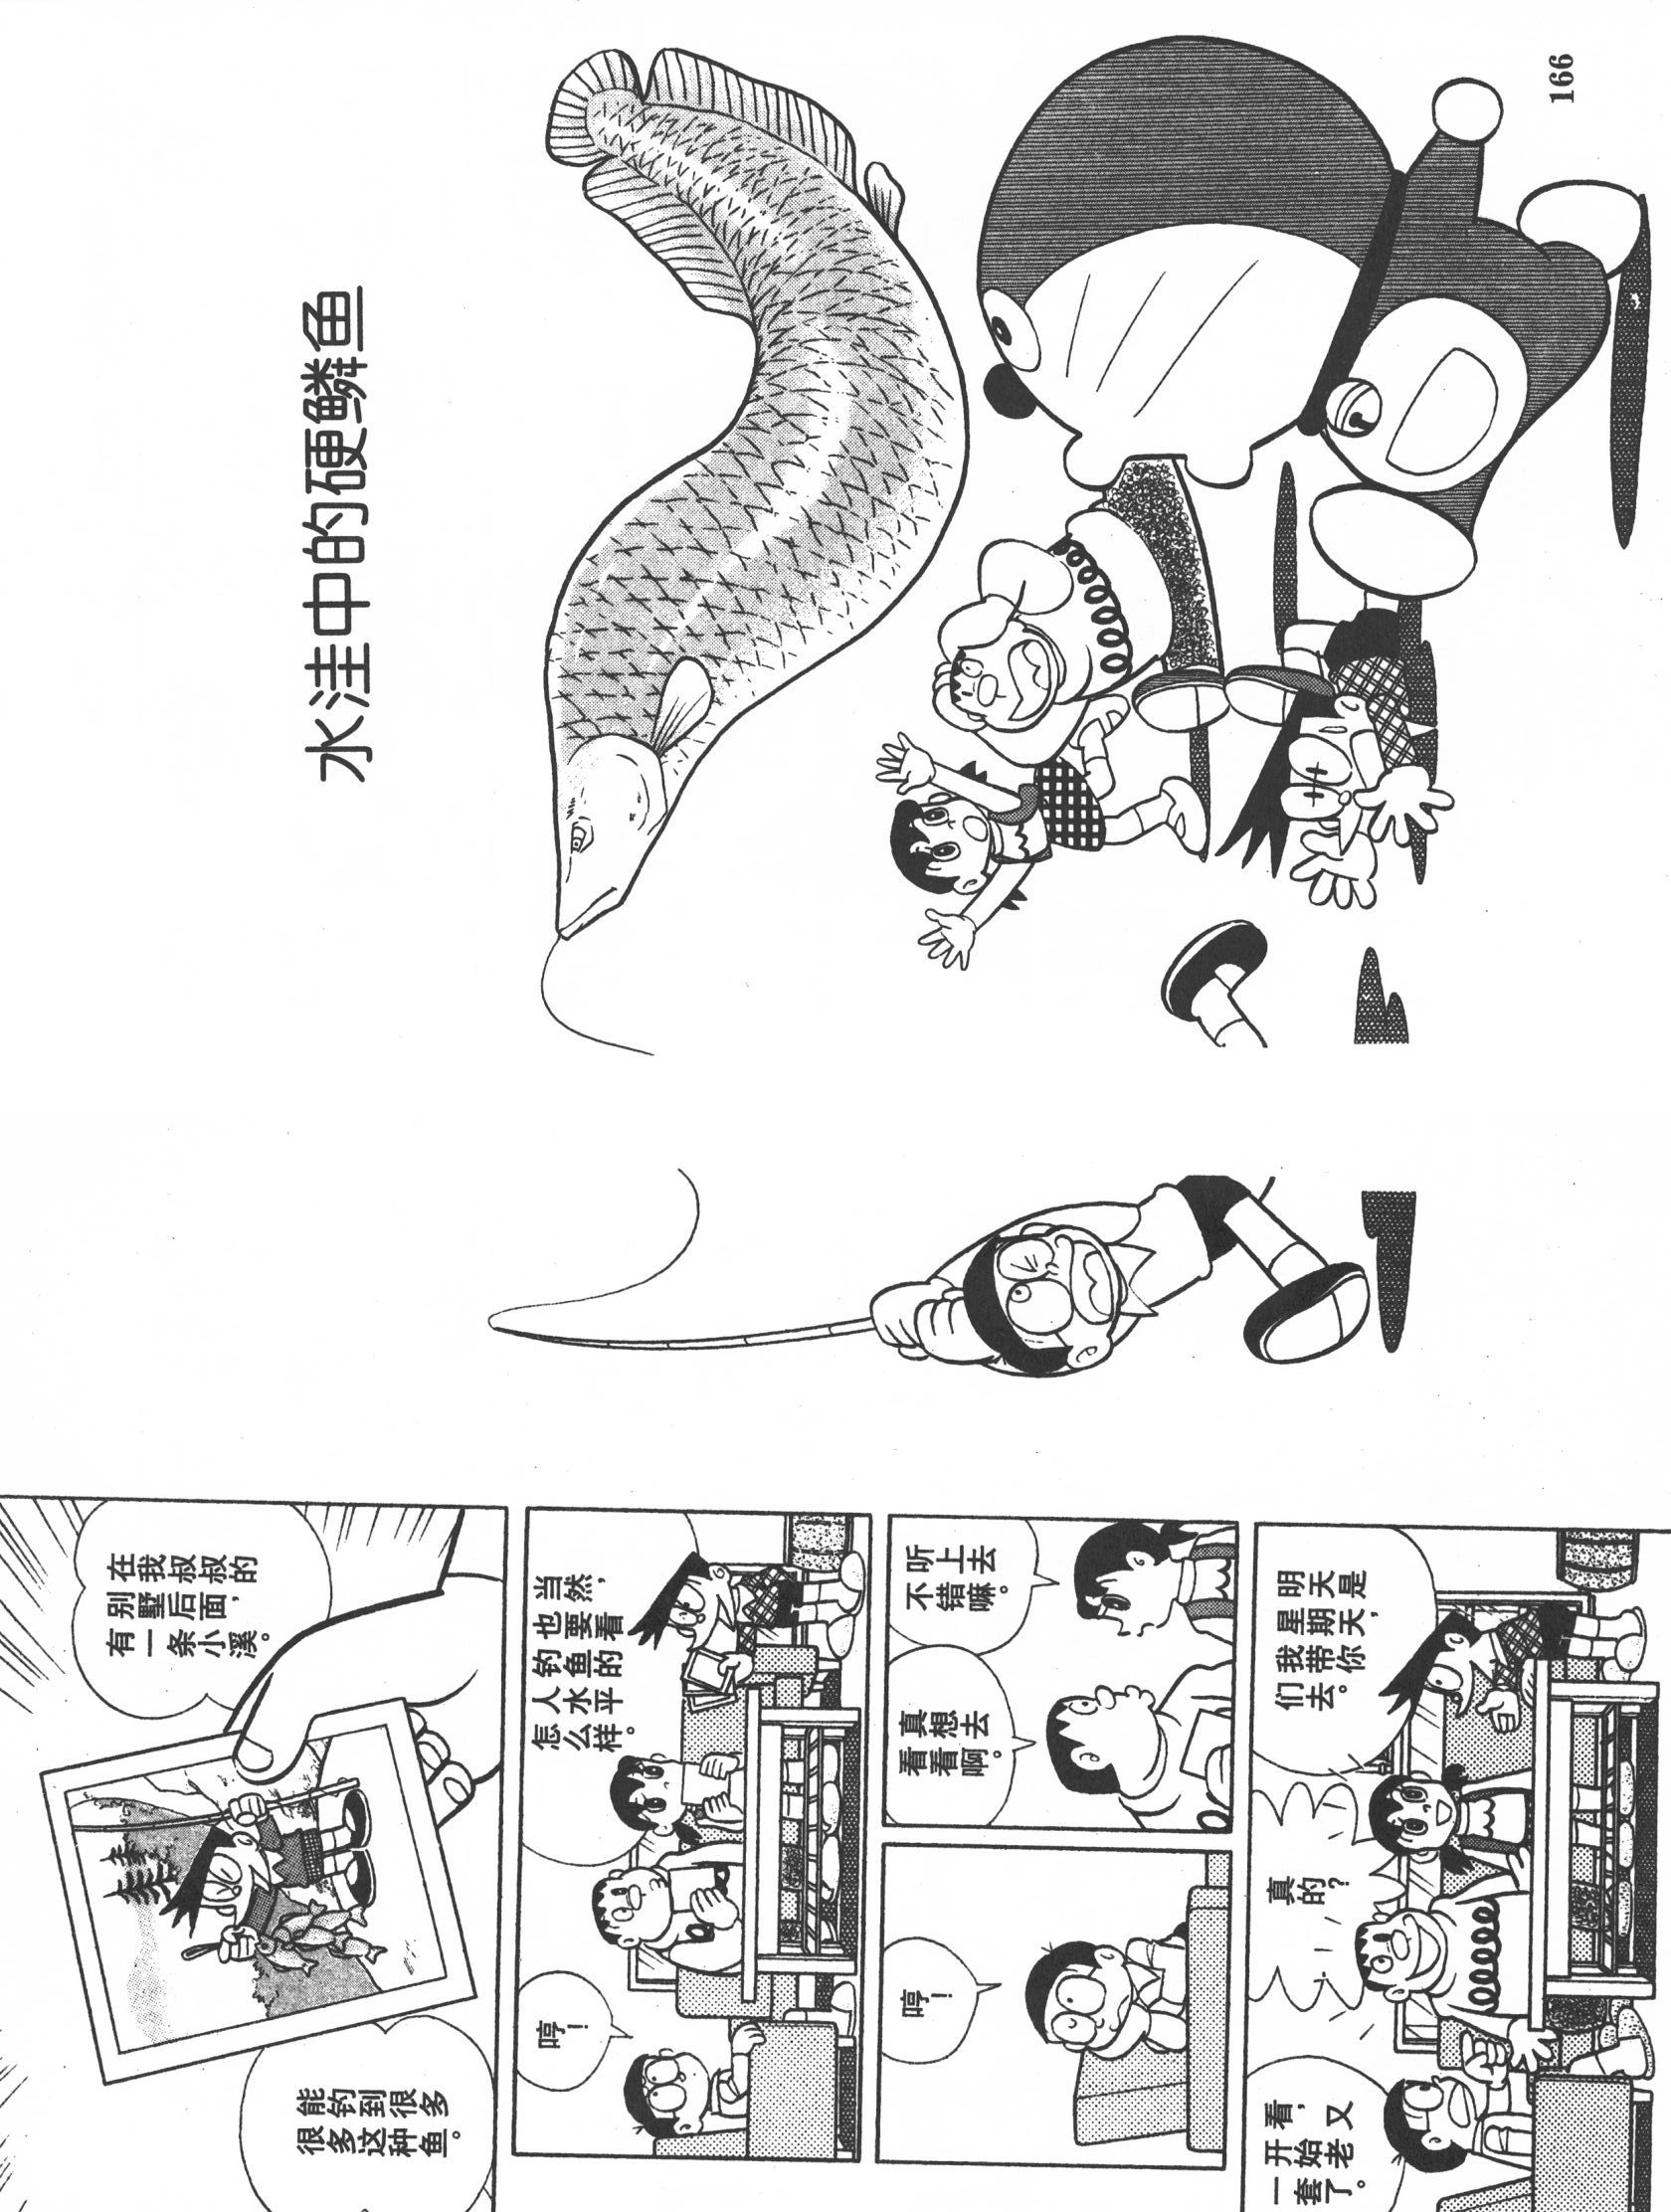 166
水洼中的硬鳞鱼
在我叔叔的
别墅后面，
有一条小溪。
能钓到很多
很多这种鱼。
当然，
也要看
钓鱼的
人水平
怎么样。
哼！
听上去
不错嘛。
真想去
看看啊。
哼！
明天是
星期天，
我带你
们去。
真的？
看，又
开始老
一套了。